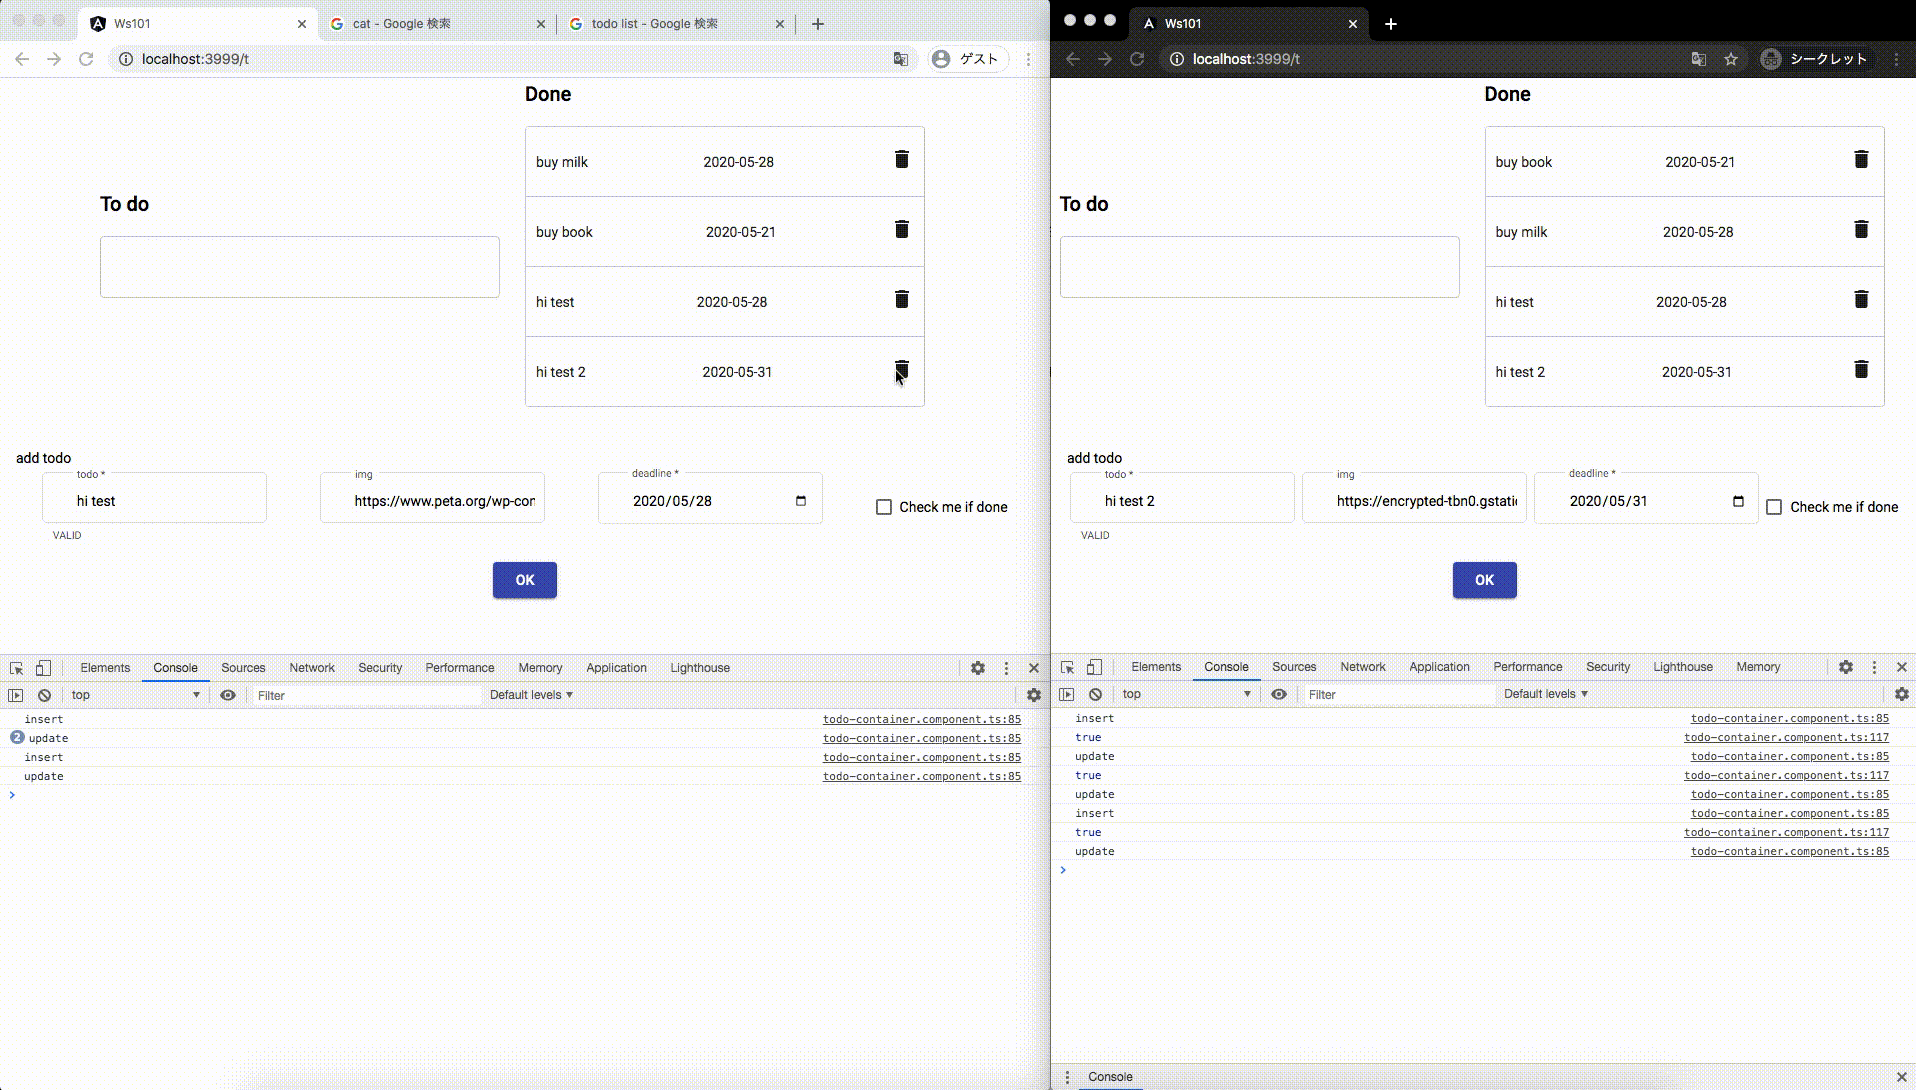 Ws101
cat - Google 検索
todo list - Google 検索
localhost:3999/t
ゲスト
Done
buy milk 2020-05-28
buy book 2020-05-21
hi test 2020-05-28
hi test 2 2020-05-31
To do
add todo
todo * img deadline *
hi test https://www.peta.org/wp-con 2020/05/28 Check me if done
VALID
OK
Elements Console Sources Network Security Performance Memory Application Lighthouse
top Filter Default levels
insert todo-container.component.ts:85
2 update todo-container.component.ts:85
insert todo-container.component.ts:85
update todo-container.component.ts:85
Ws101
localhost:3999/t
シークレット
Done
buy book 2020-05-21
buy milk 2020-05-28
hi test 2020-05-28
hi test 2 2020-05-31
To do
add todo
todo * img deadline *
hi test 2 https://encrypted-tbn0.gstati 2020/05/31 Check me if done
VALID
OK
Elements Console Sources Network Application Performance Security Lighthouse Memory
top Filter Default levels
insert todo-container.component.ts:85
true todo-container.component.ts:117
update todo-container.component.ts:85
true todo-container.component.ts:117
update todo-container.component.ts:85
insert todo-container.component.ts:85
true todo-container.component.ts:117
update todo-container.component.ts:85
Console